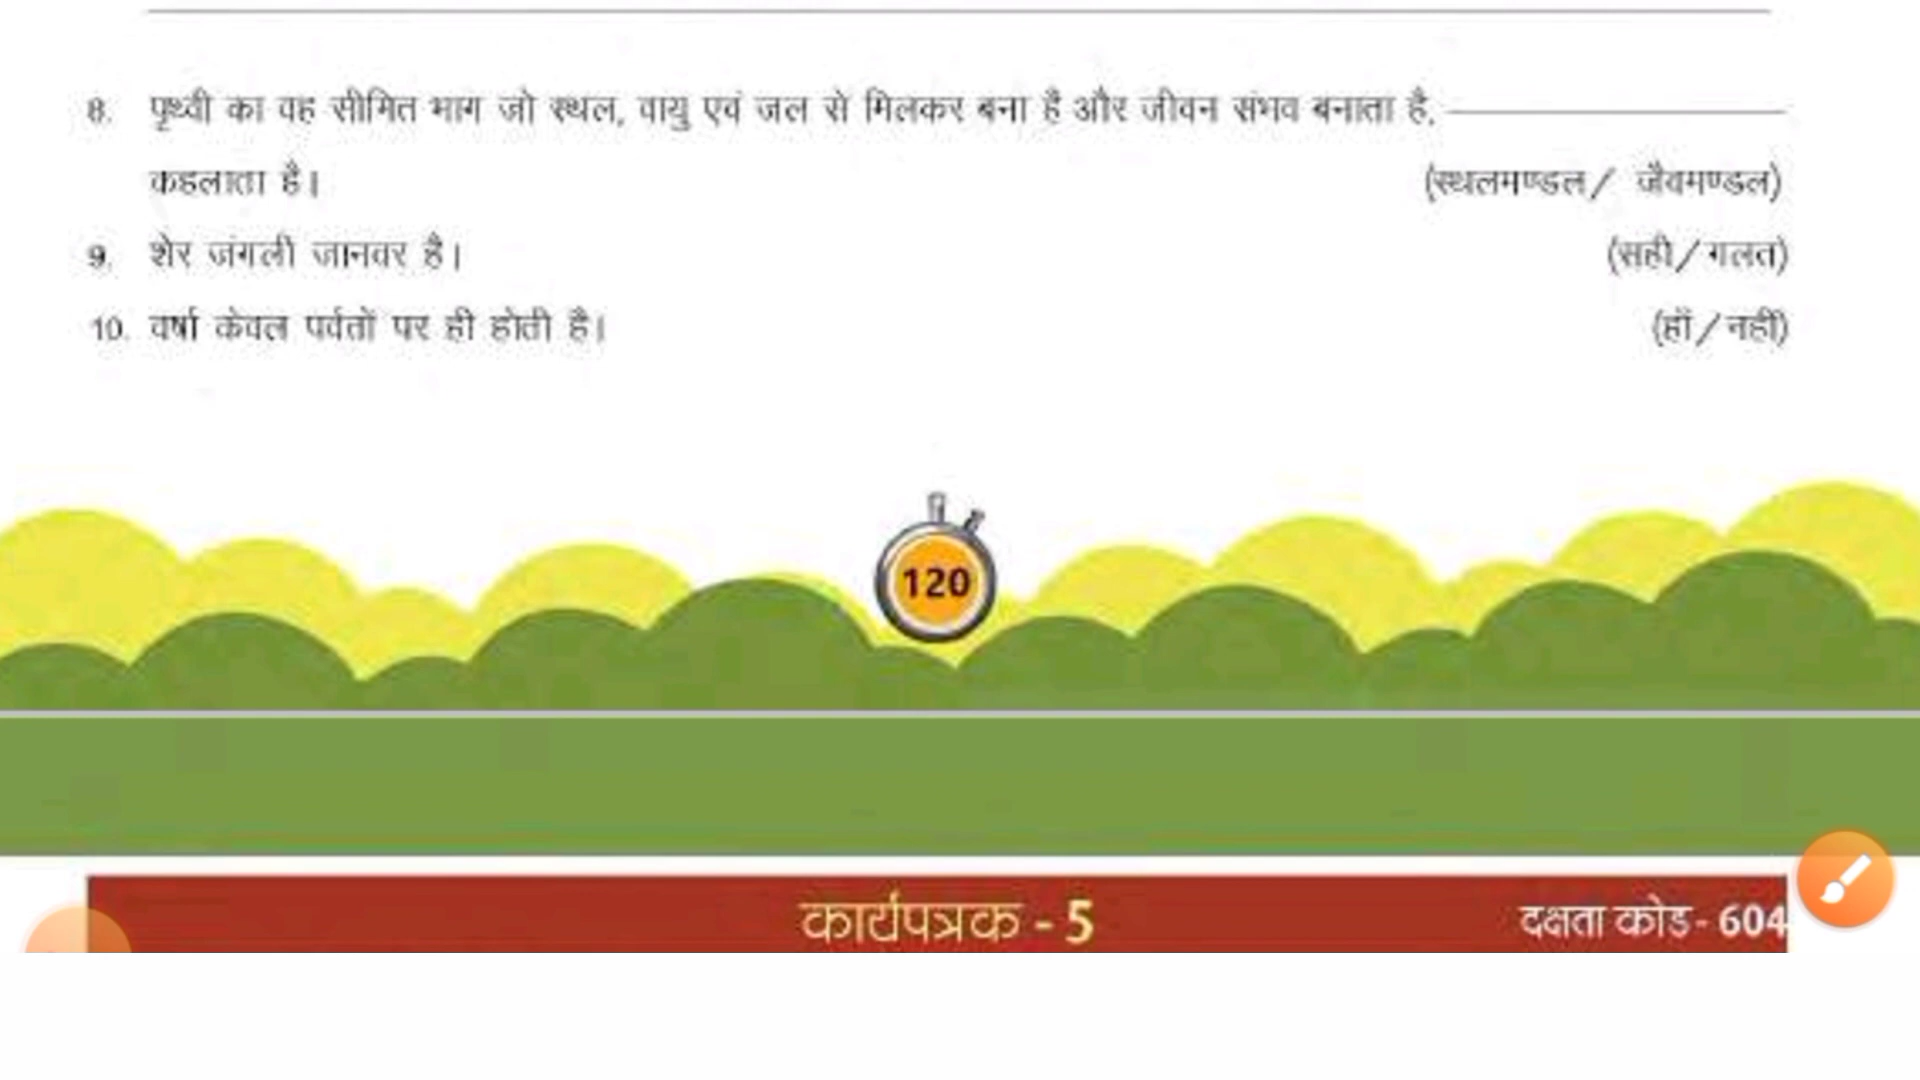 8. पृथ्वी का वह सीमित भाग जो स्थल, वायु एवं जल से मिलकर बना है और जीवन संभव बनाता है,
कहलाता है। (स्थलमण्डल/ जैवमण्डल)
9. शेर जंगली जानवर है। (सही/गलत)
10. वर्षा केवल पर्वतों पर ही होती है। (हाँ/नहीं)
120
कार्यपत्रक - 5 दक्षता कोड- 604